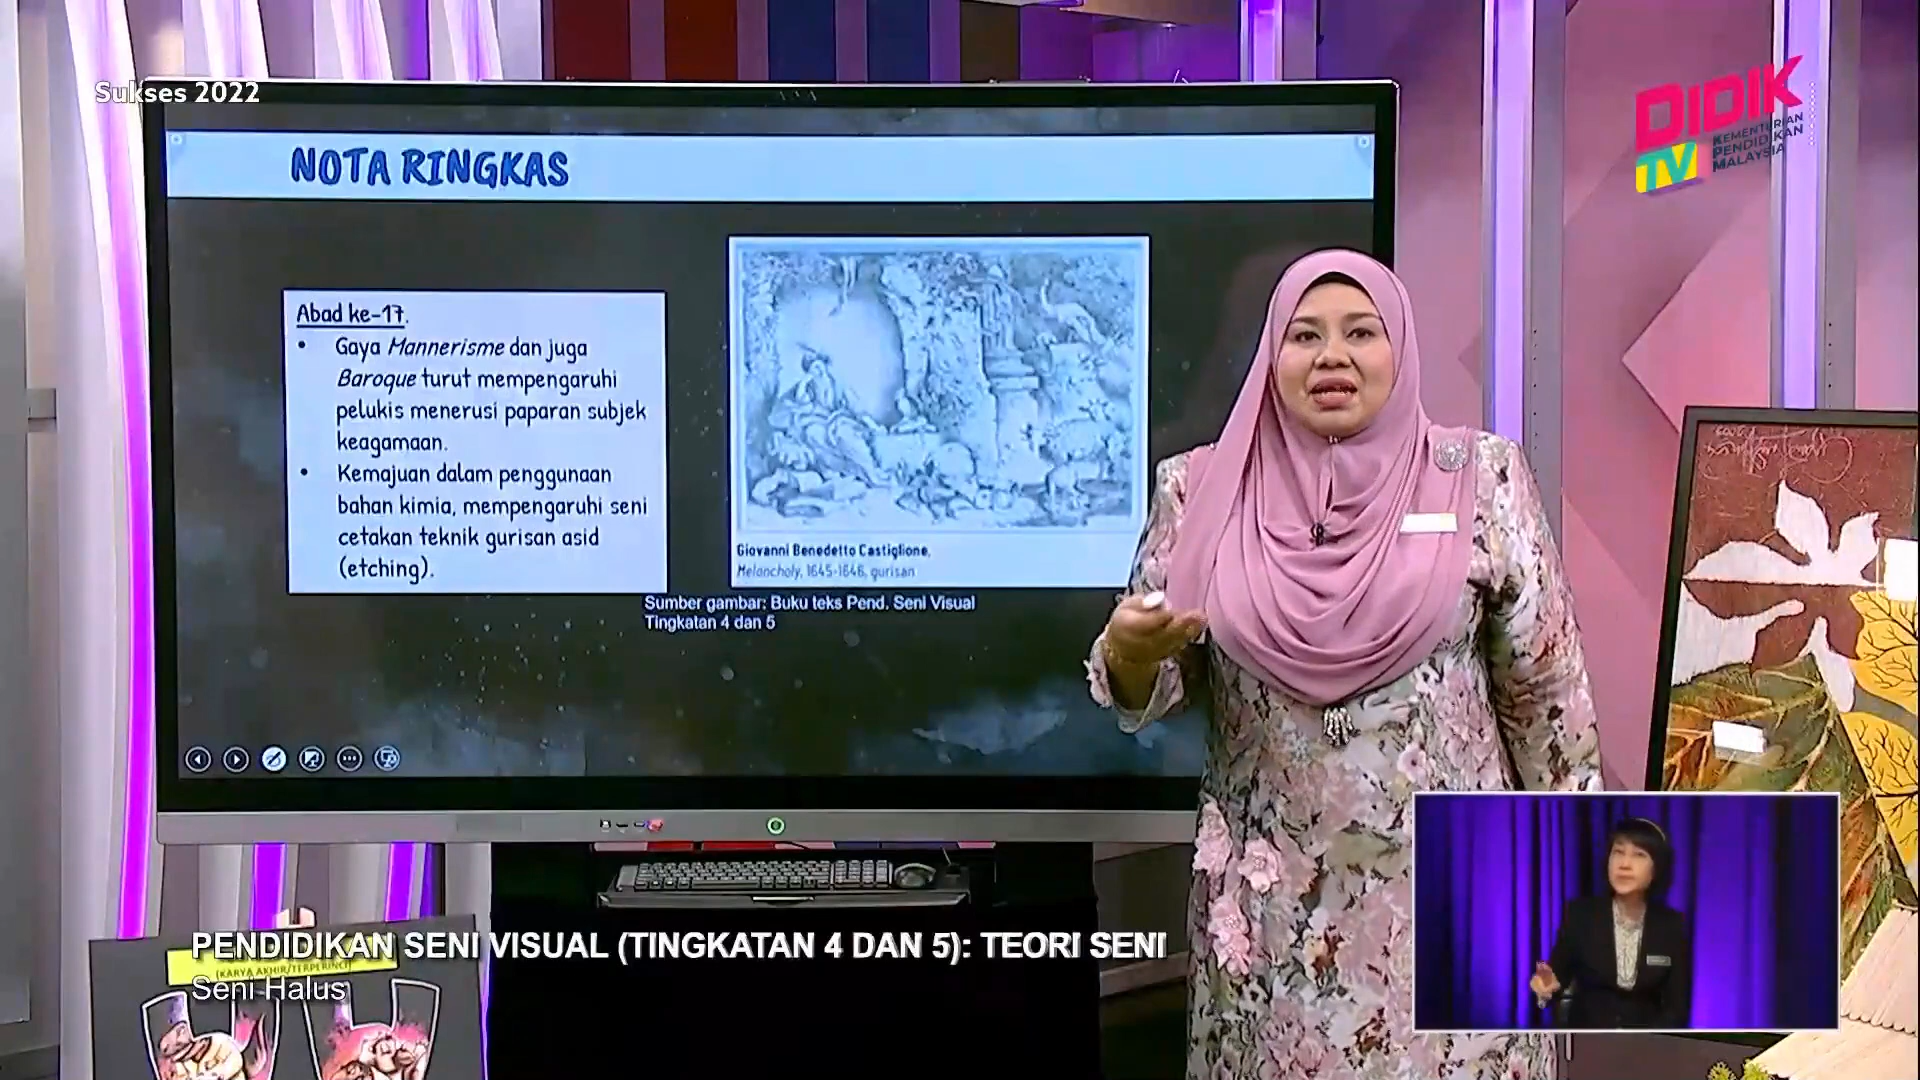 Sukses 2022
DIDIK
TV
KEMENTERIAN
PENDIDIKAN
MALAYSIA
NOTA RINGKAS
Abad ke-17.
• Gaya Mannerisme dan juga
Baroque turut mempengaruhi
pelukis menerusi paparan subjek
keagamaan.
• Kemajuan dalam penggunaan
bahan kimia, mempengaruhi seni
cetakan teknik gurisan asid
(etching).
Giovanni Benedetto Castiglione,
Melancholy, 1645-1646, gurisan
Sumber gambar: Buku teks Pend. Seni Visual
Tingkatan 4 dan 5
PENDIDIKAN SENI VISUAL (TINGKATAN 4 DAN 5): TEORI SENI
Seni Halus
(KARYA AKHIR/TERPERINCI)